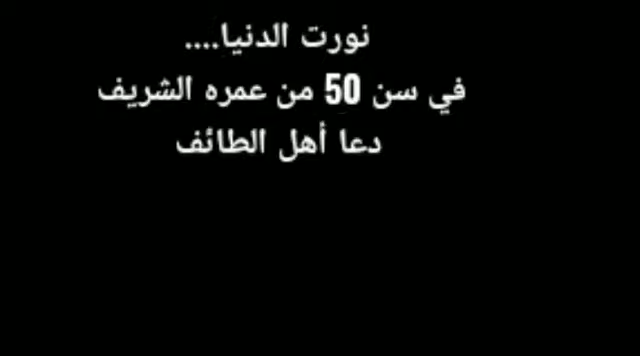 نورت الدنيا....
في سن 50 من عمره الشريف
دعا أهل الطائف